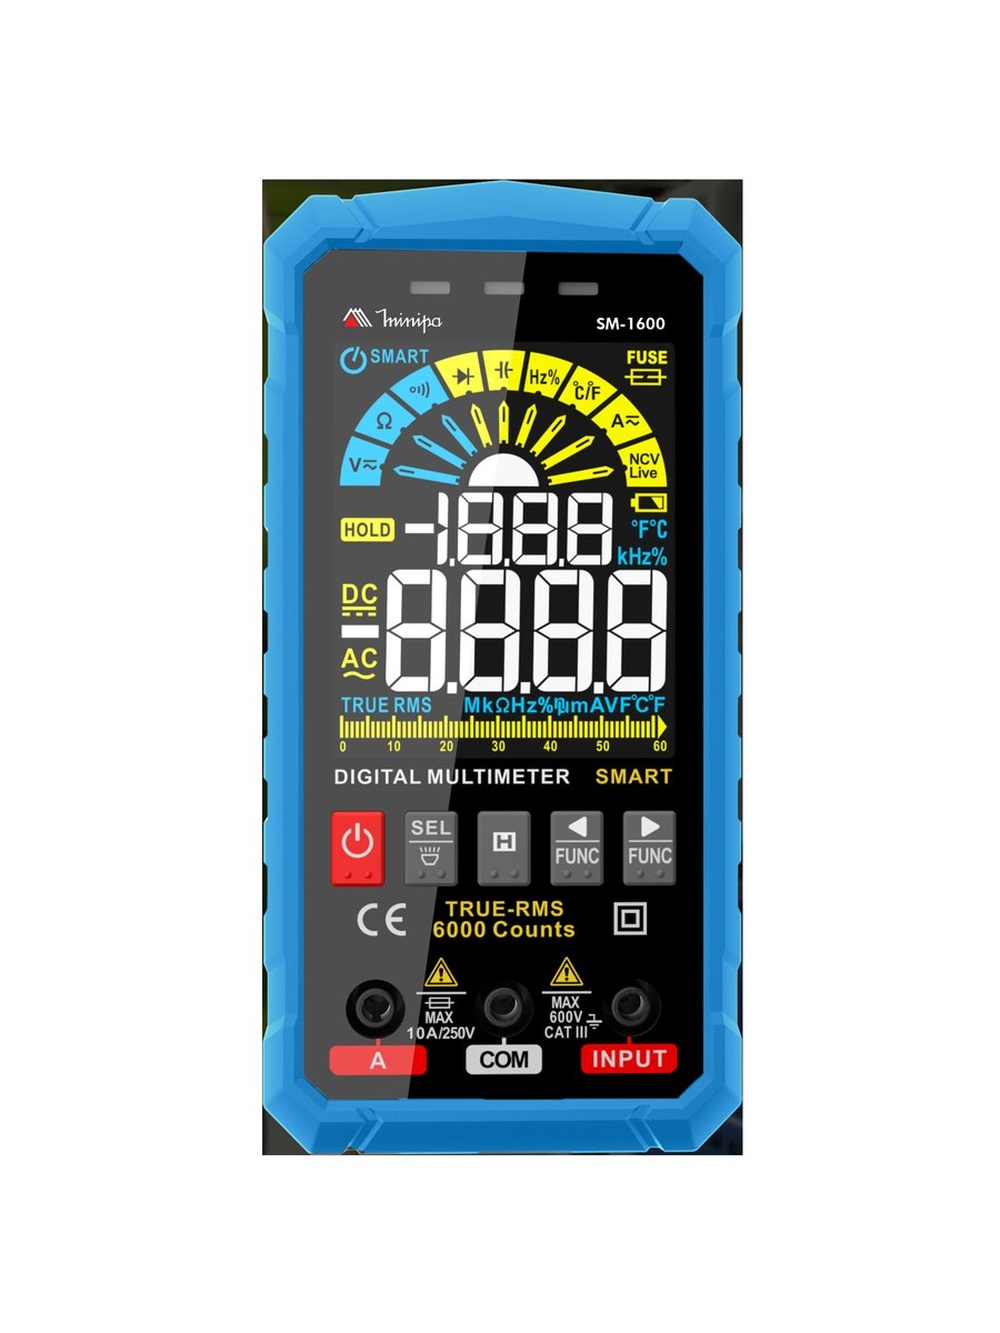 Minipa
SM-1600
SMART
FUSE
Hz%
°C/°F
Ω
A
V
NCV
Live
HOLD
-1.8.8.8
°F°C
kHz%
DC
8.8.8.8
AC
TRUE RMS
MkΩHz%nµmAVF°C°F
0 10 20 30 40 50 60
DIGITAL MULTIMETER SMART
SEL
H
FUNC
FUNC
CE
TRUE-RMS
6000 Counts
MAX
10A/250V
MAX
600V
CAT III
A
COM
INPUT